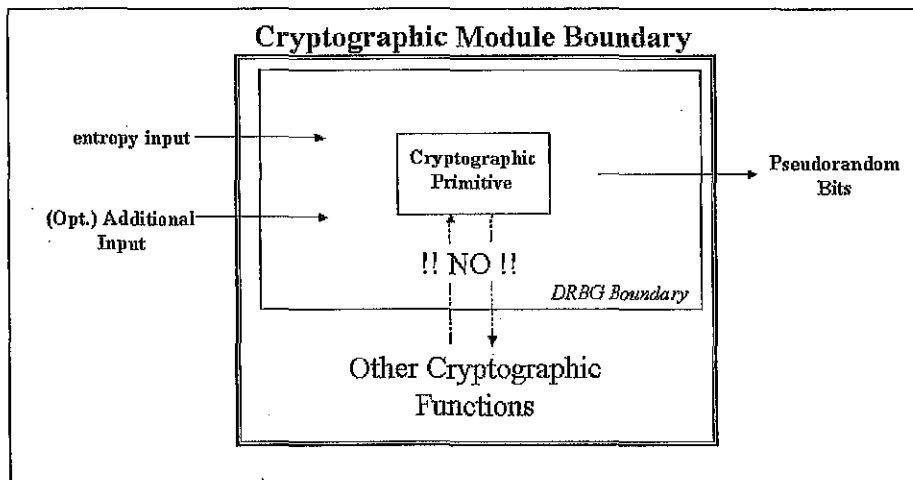 Cryptographic Module Boundary
entropy input
Cryptographic
Primitive
Pseudorandom
Bits
(Opt.) Additional
Input
!! NO !!
DRBG Boundary
Other Cryptographic
Functions